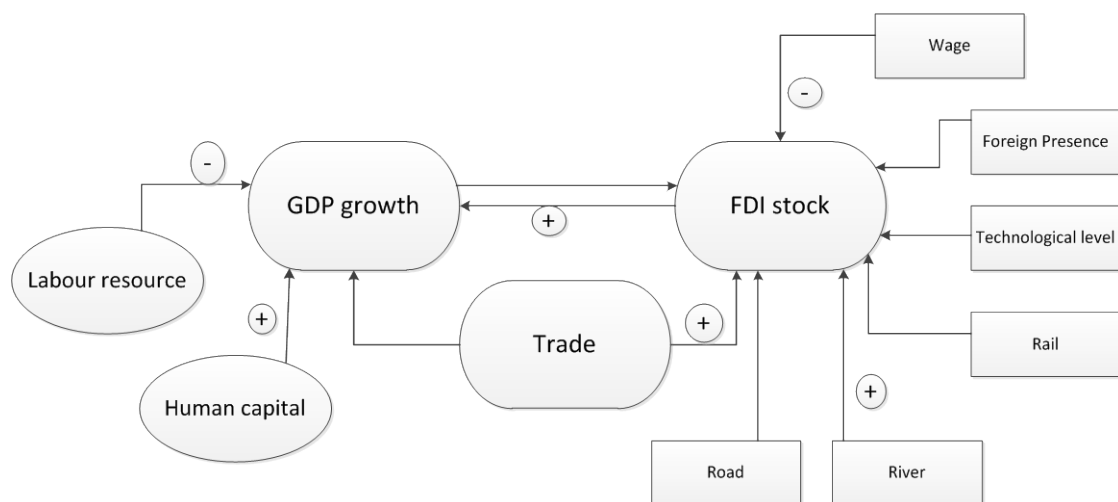 Wage
-
Foreign Presence
-
GDP growth
FDI stock
+
Technological level
Labour resource
+
Trade
+
Rail
Human capital
+
Road
River